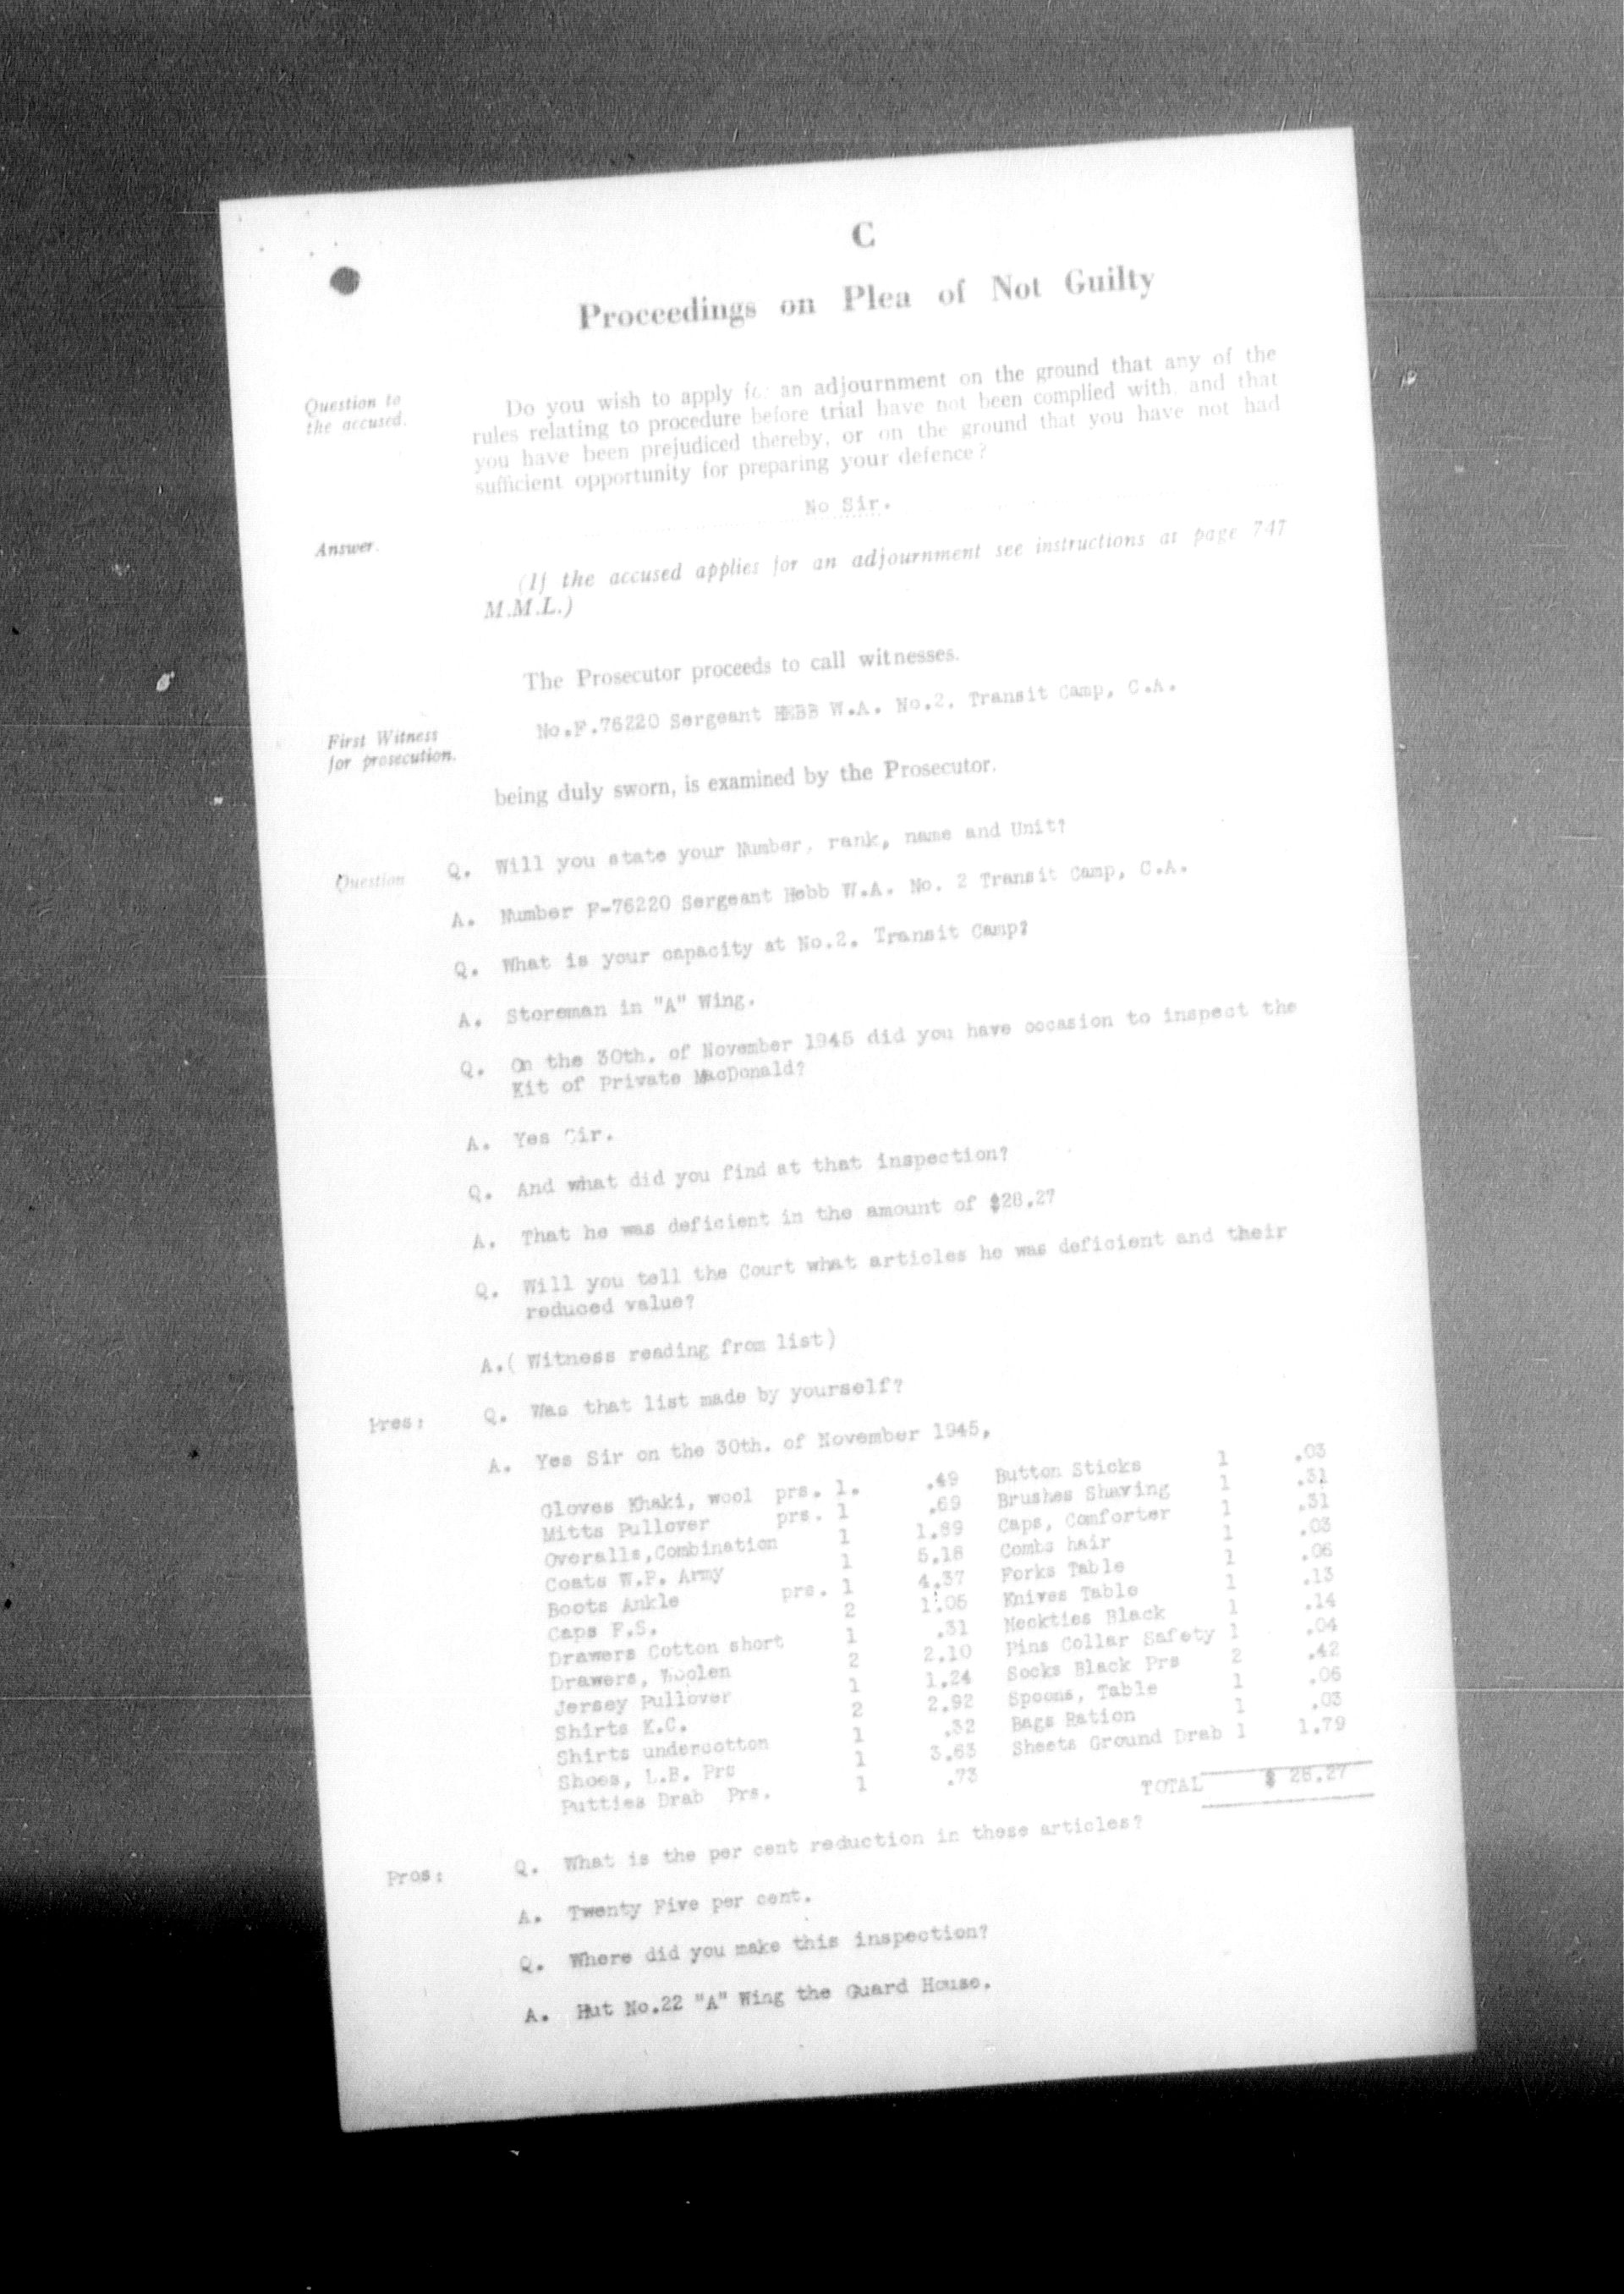 C
Proceedings on Plea of Not Guilty
Question to
the accused.
Do you wish to apply for an adjournment on the ground that any of the
rules relating to procedure before trial have not been complied with, and that
you have been prejudiced thereby, or on the ground that you have not had
sufficient opportunity for preparing your defence?
Answer.
No Sir.
(If the accused applies for an adjournment see instructions at page 747
M.M.L.)
The Prosecutor proceeds to call witnesses.
First Witness
for prosecution.
No.F.76220 Sergeant HEBB W.A. No.2. Transit Camp, C.A.
being duly sworn, is examined by the Prosecutor.
Question Q. Will you state your Number, rank, name and Unit?
A. Number F-76220 Sergeant Hebb W.A. No. 2 Transit Camp, C.A.
Q. What is your capacity at No.2. Transit Camp?
A. Storeman in "A" Wing.
Q. On the 30th. of November 1945 did you have occasion to inspect the
Kit of Private MacDonald?
A. Yes Sir.
Q. And what did you find at that inspection?
A. That he was deficient in the amount of $28.27
Q. Will you tell the Court what articles he was deficient and their
reduced value?
A.( Witness reading from list)
Pres: Q. Was that list made by yourself?
A. Yes Sir on the 30th. of November 1945.
Gloves Khaki, wool prs. 1. .49 Button Sticks 1 .03
Mitts Pullover prs. 1 .69 Brushes Shaving 1 .31
Overalls,Combination 1 1.89 Caps, Comforter 1 .31
Coats W.P. Army 1 5.18 Combs hair 1 .03
Boots Ankle prs. 1 4.37 Forks Table 1 .06
Caps F.S. 2 1.05 Knives Table 1 .13
Drawers Cotton short 1 .31 Neckties Black 1 .14
Drawers, Woolen 2 2.10 Pins Collar Safety 1 .04
Jersey Pullover 1 1.24 Socks Black Prs 2 .42
Shirts K.C. 2 2.92 Spoons, Table 1 .06
Shirts undercotton 1 .32 Bags Ration 1 .03
Shoes, L.B. Prs 1 3.63 Sheets Ground Drab 1 1.79
Putties Drab Prs. 1 .73
TOTAL $ 28.27
Pros: Q. What is the per cent reduction in these articles?
A. Twenty Five per cent.
Q. Where did you make this inspection?
A. Hut No.22 "A" Wing the Guard House.